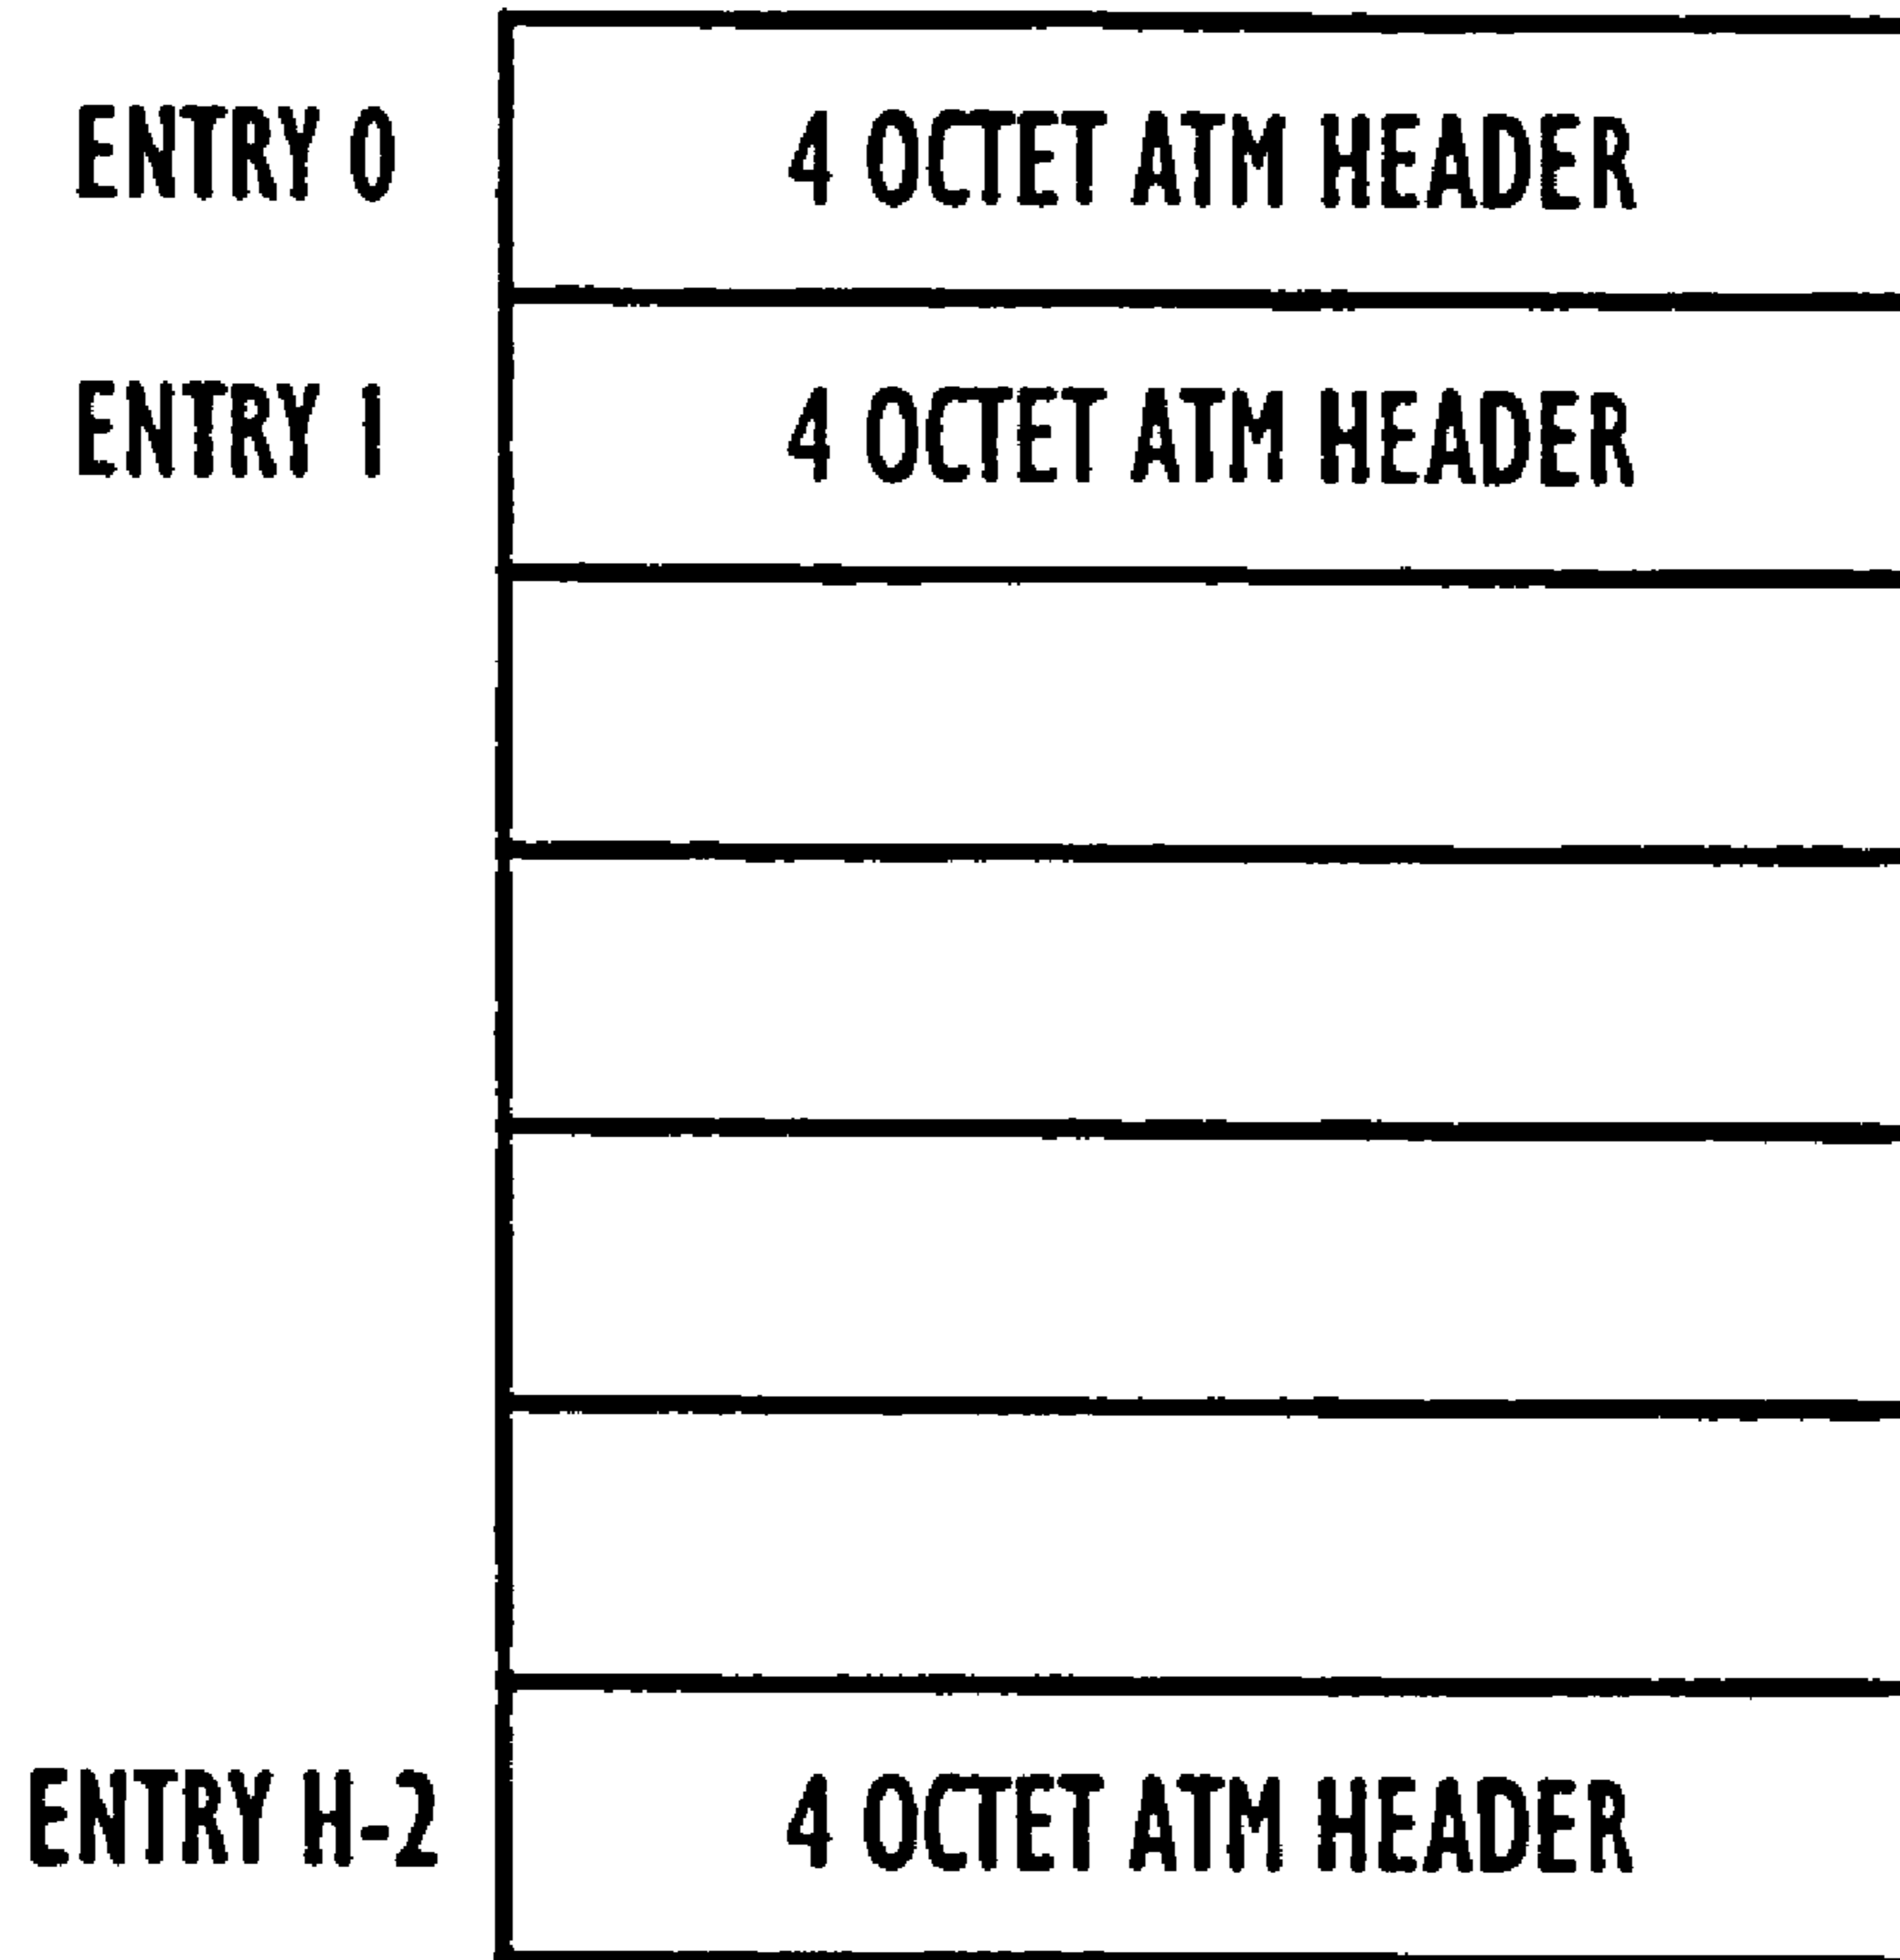 ENTRY 0 4 OCTET ATM HEADER
ENTRY 1 4 OCTET ATM HEADER
ENTRY H-2 4 OCTET ATM HEADER